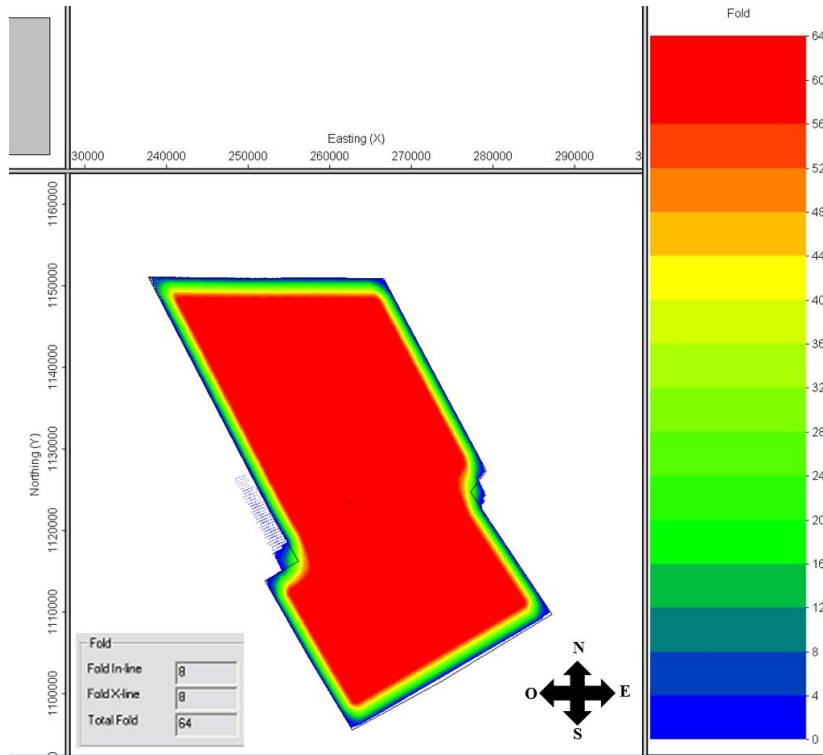 Fold
Easting (X)
30000 240000 250000 260000 270000 280000 290000 3
Northing (Y)
1160000
1150000
1140000
1130000
1120000
1110000
1100000
64
60
56
52
48
44
40
36
32
28
24
20
16
12
8
4
0
Fold
Fold In-line 8
Fold X-line 8
Total Fold 64
N
O E
S